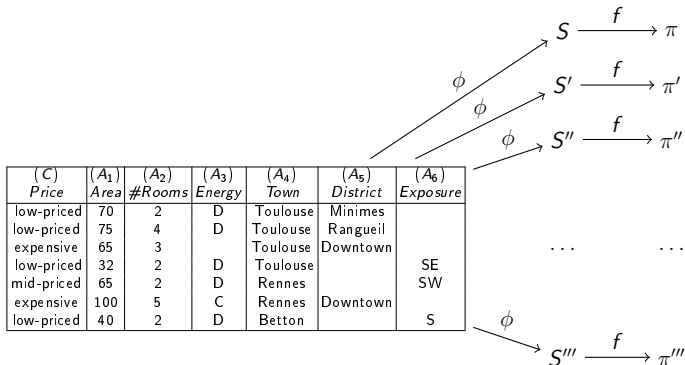 S f π
ϕ
S′ f π′
ϕ
S″ f π″
ϕ
(C) (A₁) (A₂) (A₃) (A₄) (A₅) (A₆)
Price Area #Rooms Energy Town District Exposure
low-priced 70 2 D Toulouse Minimes
low-priced 75 4 D Toulouse Rangueil
expensive 65 3 Toulouse Downtown
low-priced 32 2 D Toulouse SE
mid-priced 65 2 D Rennes SW
expensive 100 5 C Rennes Downtown
low-priced 40 2 D Betton S
... ...
ϕ
S‴ f π‴